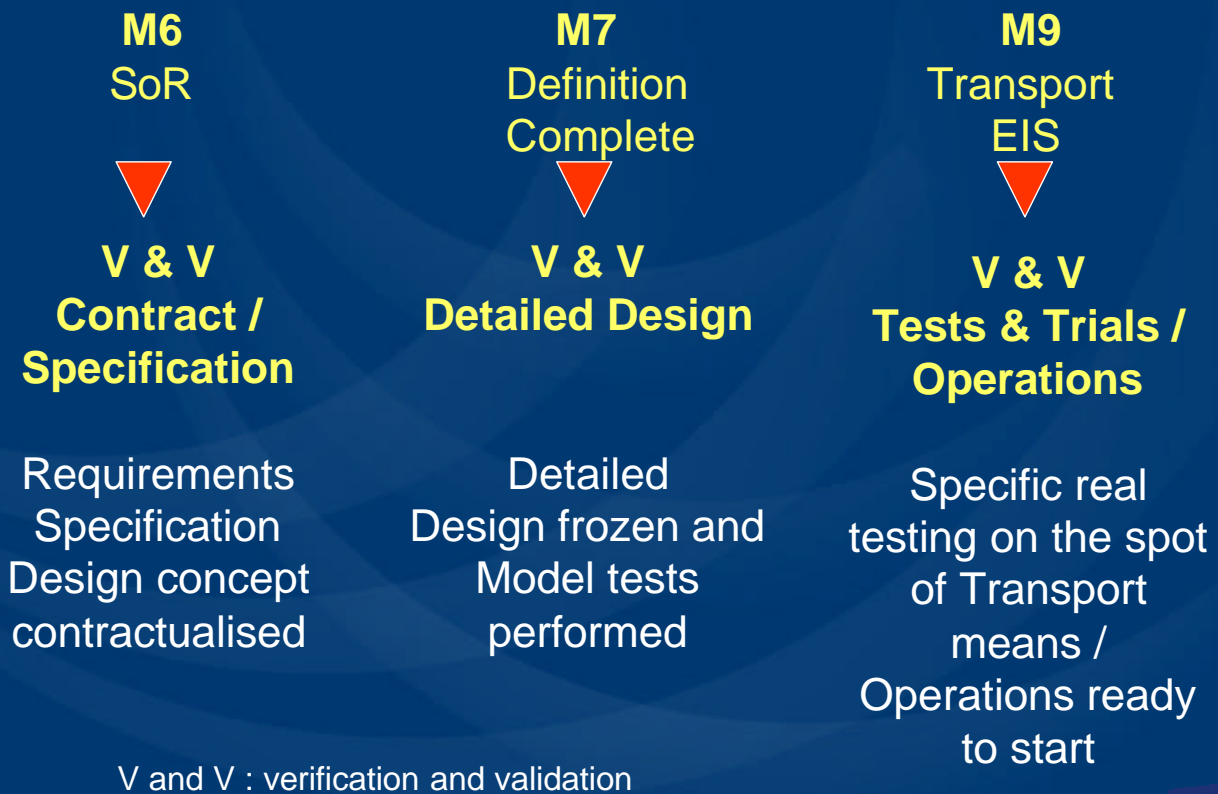 M6
SoR
V & V
Contract /
Specification
Requirements
Specification
Design concept
contractualised
M7
Definition
Complete
V & V
Detailed Design
Detailed
Design frozen and
Model tests
performed
M9
Transport
EIS
V & V
Tests & Trials /
Operations
Specific real
testing on the spot
of Transport
means /
Operations ready
to start
V and V : verification and validation